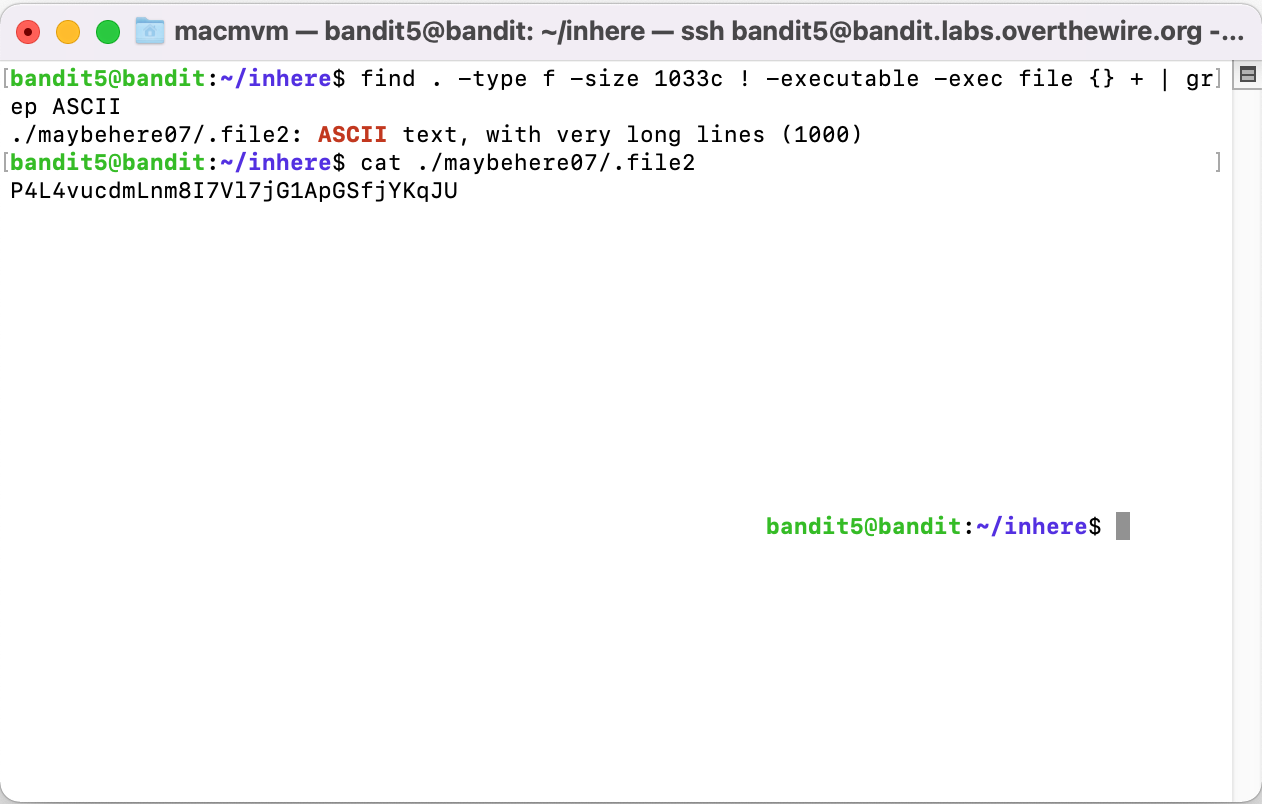 macmvm — bandit5@bandit: ~/inhere — ssh bandit5@bandit.labs.overthewire.org -...
[bandit5@bandit:~/inhere$ find . -type f -size 1033c ! -executable -exec file {} + | gr]
ep ASCII
./maybehere07/.file2: ASCII text, with very long lines (1000)
[bandit5@bandit:~/inhere$ cat ./maybehere07/.file2 ]
P4L4vucdmLnm8I7Vl7jG1ApGSfjYKqJU
bandit5@bandit:~/inhere$